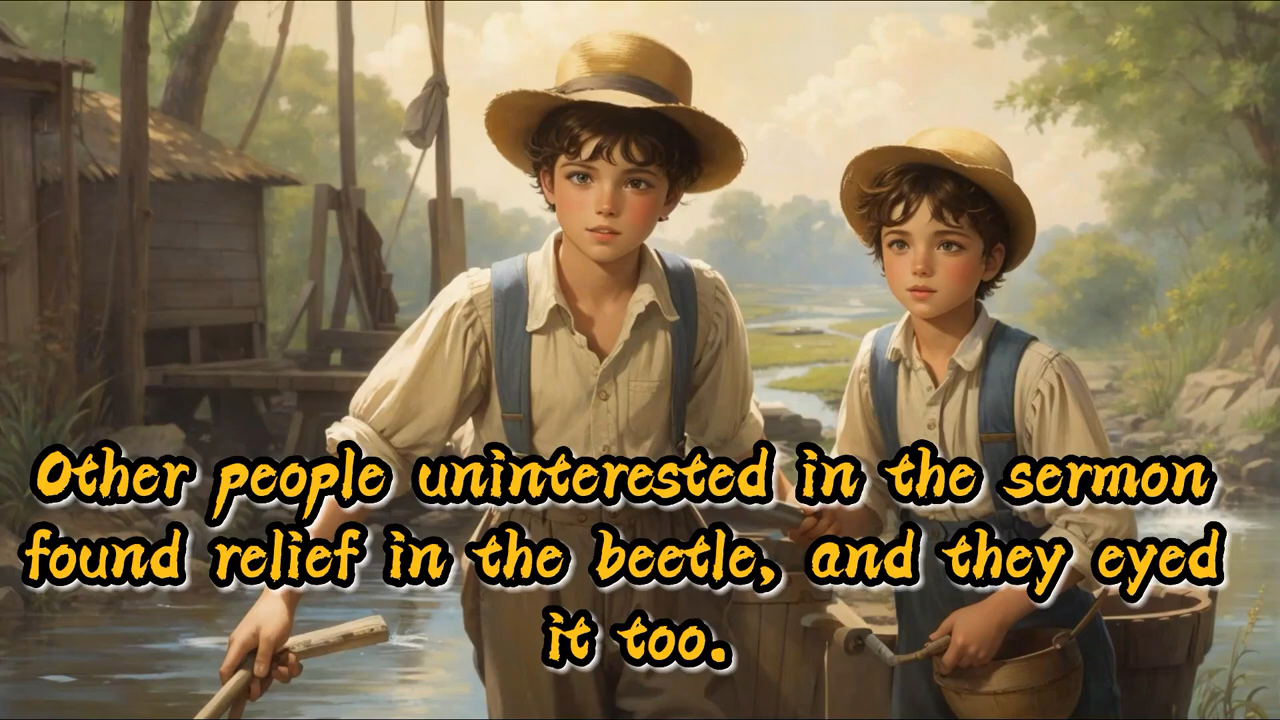 Other people uninterested in the sermon
found relief in the beetle, and they eyed
it too.